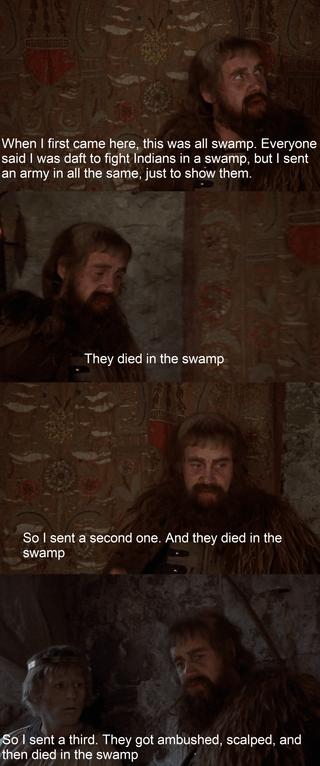 When I first came here, this was all swamp. Everyone
said I was daft to fight Indians in a swamp, but I sent
an army in all the same, just to show them.
They died in the swamp
So I sent a second one. And they died in the
swamp
So I sent a third. They got ambushed, scalped, and
then died in the swamp